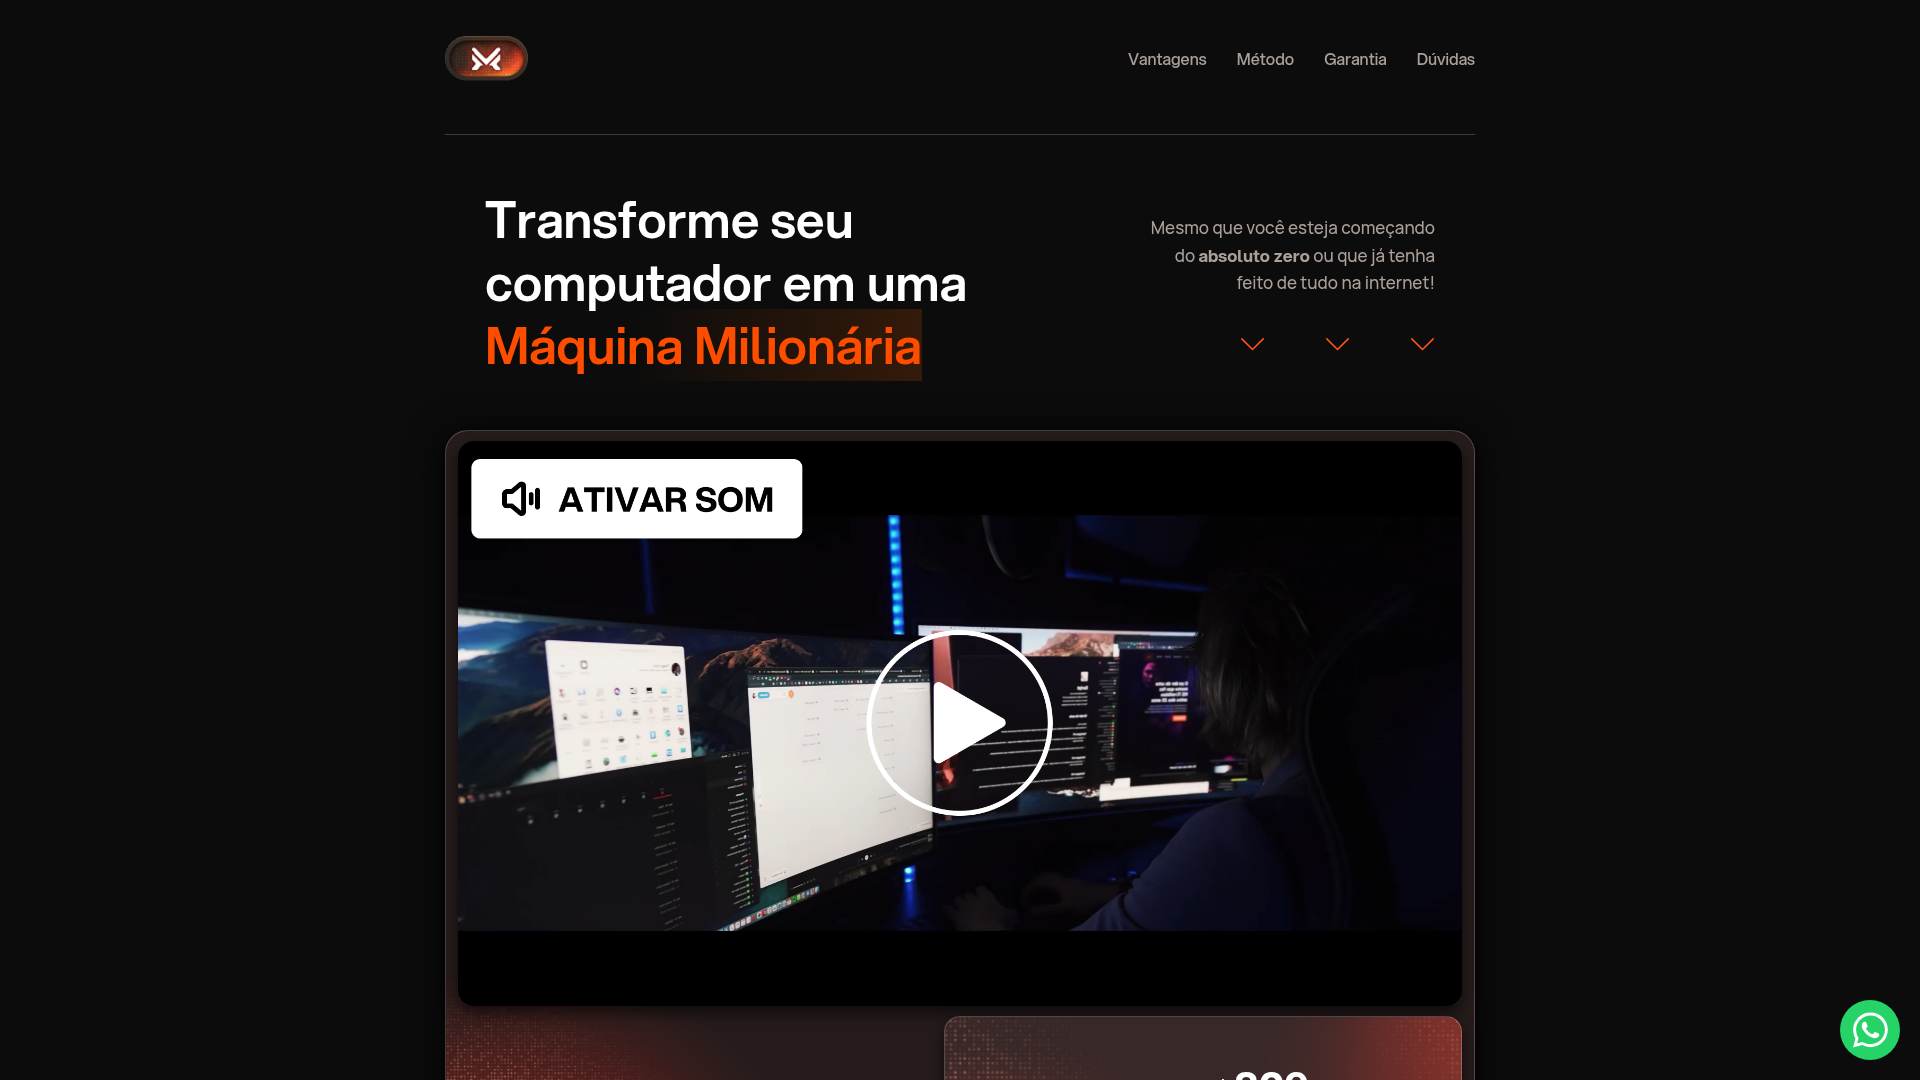 Vantagens
Método
Garantia
Dúvidas
Transforme seu
computador em uma
Máquina Milionária
Mesmo que você esteja começando
do absoluto zero ou que já tenha
feito de tudo na internet!
ATIVAR SOM